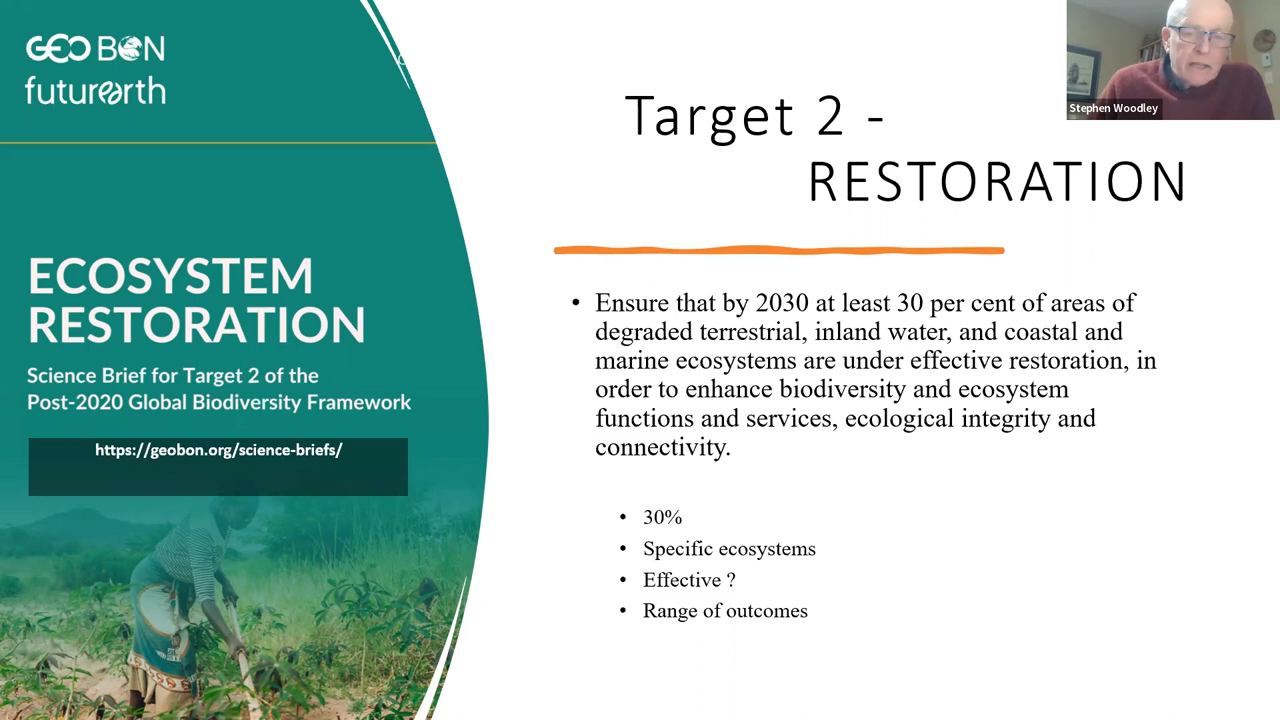 GEO BON
futurearth
ECOSYSTEM
RESTORATION
Science Brief for Target 2 of the
Post-2020 Global Biodiversity Framework
https://geobon.org/science-briefs/
Target 2 -
RESTORATION
• Ensure that by 2030 at least 30 per cent of areas of
degraded terrestrial, inland water, and coastal and
marine ecosystems are under effective restoration, in
order to enhance biodiversity and ecosystem
functions and services, ecological integrity and
connectivity.
• 30%
• Specific ecosystems
• Effective ?
• Range of outcomes
Stephen Woodley